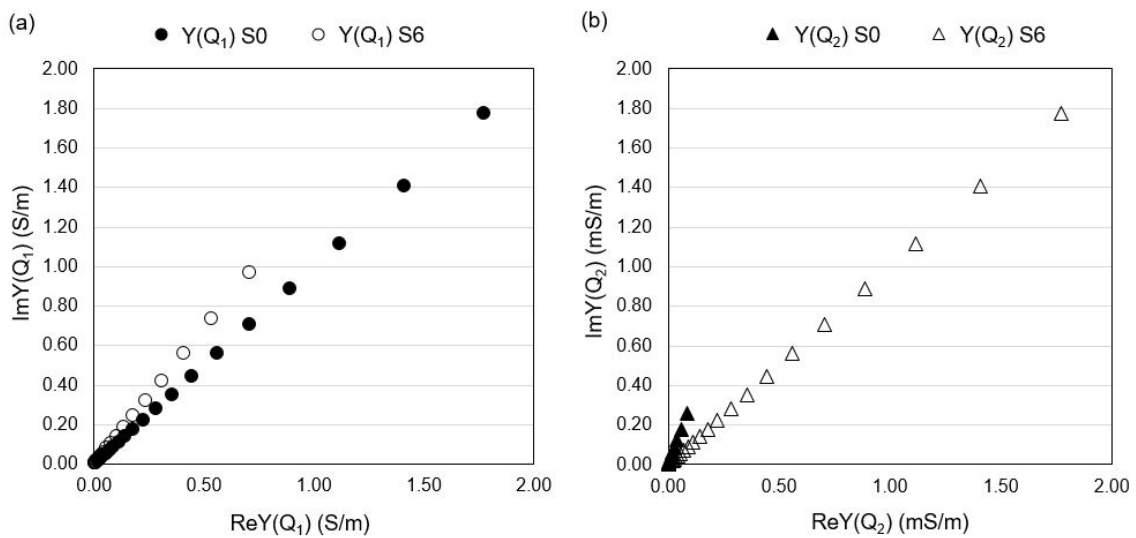 (a)
Y(Q₁) S0 Y(Q₁) S6
2.00
1.80
1.60
1.40
1.20
1.00
0.80
0.60
0.40
0.20
0.00
ImY(Q₁) (S/m)
0.00 0.50 1.00 1.50 2.00
ReY(Q₁) (S/m)
(b)
Y(Q₂) S0 Y(Q₂) S6
2.00
1.80
1.60
1.40
1.20
1.00
0.80
0.60
0.40
0.20
0.00
ImY(Q₂) (mS/m)
0.00 0.50 1.00 1.50 2.00
ReY(Q₂) (mS/m)